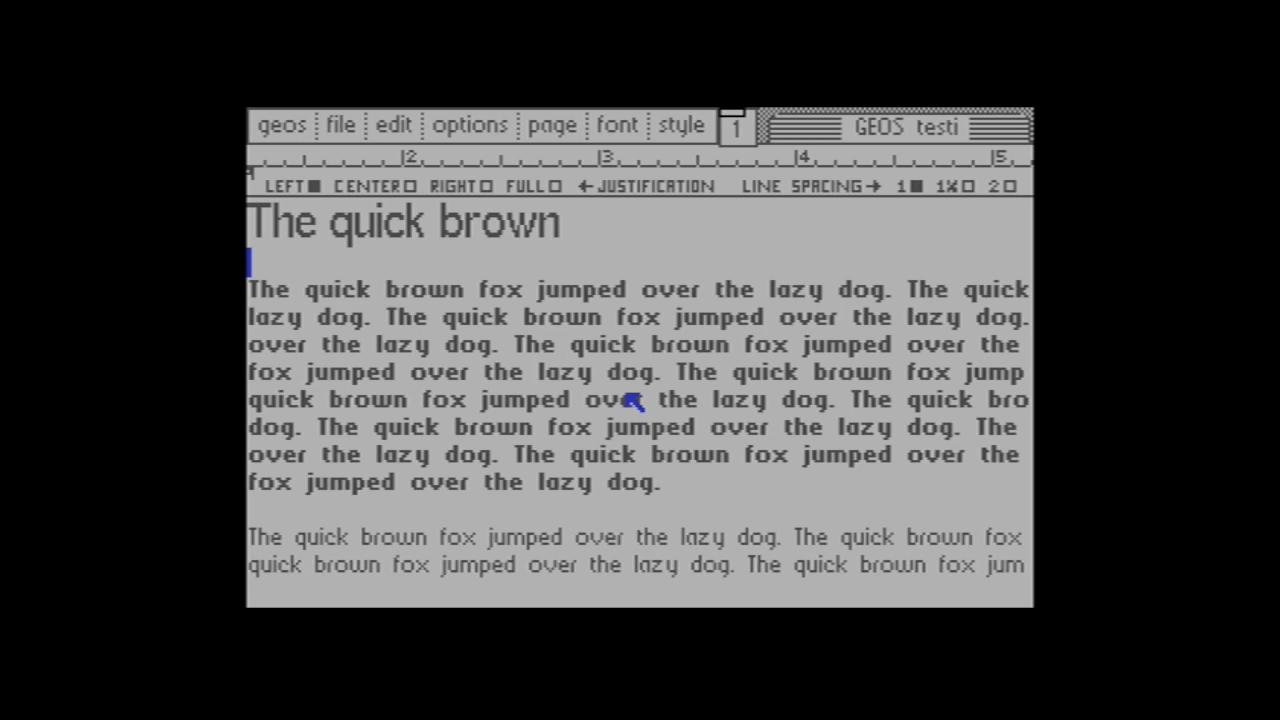 geos file edit options page font style 1 GEOS testi
2 3 4 5
LEFT CENTER RIGHT FULL ←JUSTIFICATION LINE SPACING→ 1 1½ 2
The quick brown
The quick brown fox jumped over the lazy dog. The quick
lazy dog. The quick brown fox jumped over the lazy dog.
over the lazy dog. The quick brown fox jumped over the
fox jumped over the lazy dog. The quick brown fox jump
quick brown fox jumped over the lazy dog. The quick bro
dog. The quick brown fox jumped over the lazy dog. The
over the lazy dog. The quick brown fox jumped over the
fox jumped over the lazy dog.
The quick brown fox jumped over the lazy dog. The quick brown fox
quick brown fox jumped over the lazy dog. The quick brown fox jum